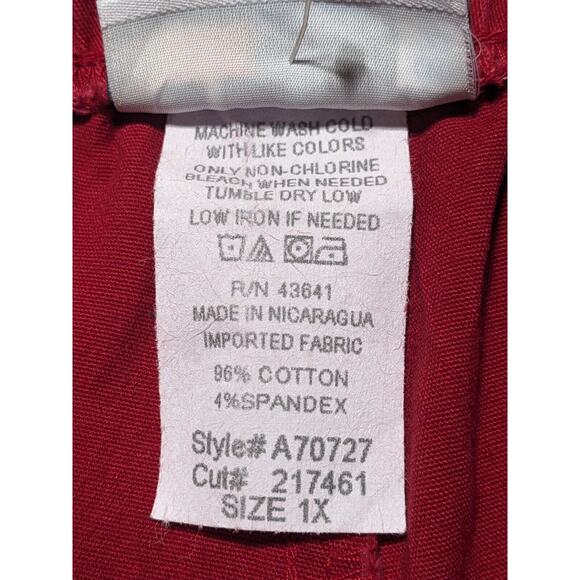 MACHINE WASH COLD
WITH LIKE COLORS
ONLY NON-CHLORINE
BLEACH WHEN NEEDED
TUMBLE DRY LOW
LOW IRON IF NEEDED
R/N 43641
MADE IN NICARAGUA
IMPORTED FABRIC
96% COTTON
4%SPANDEX
Style# A70727
Cut# 217461
SIZE 1X